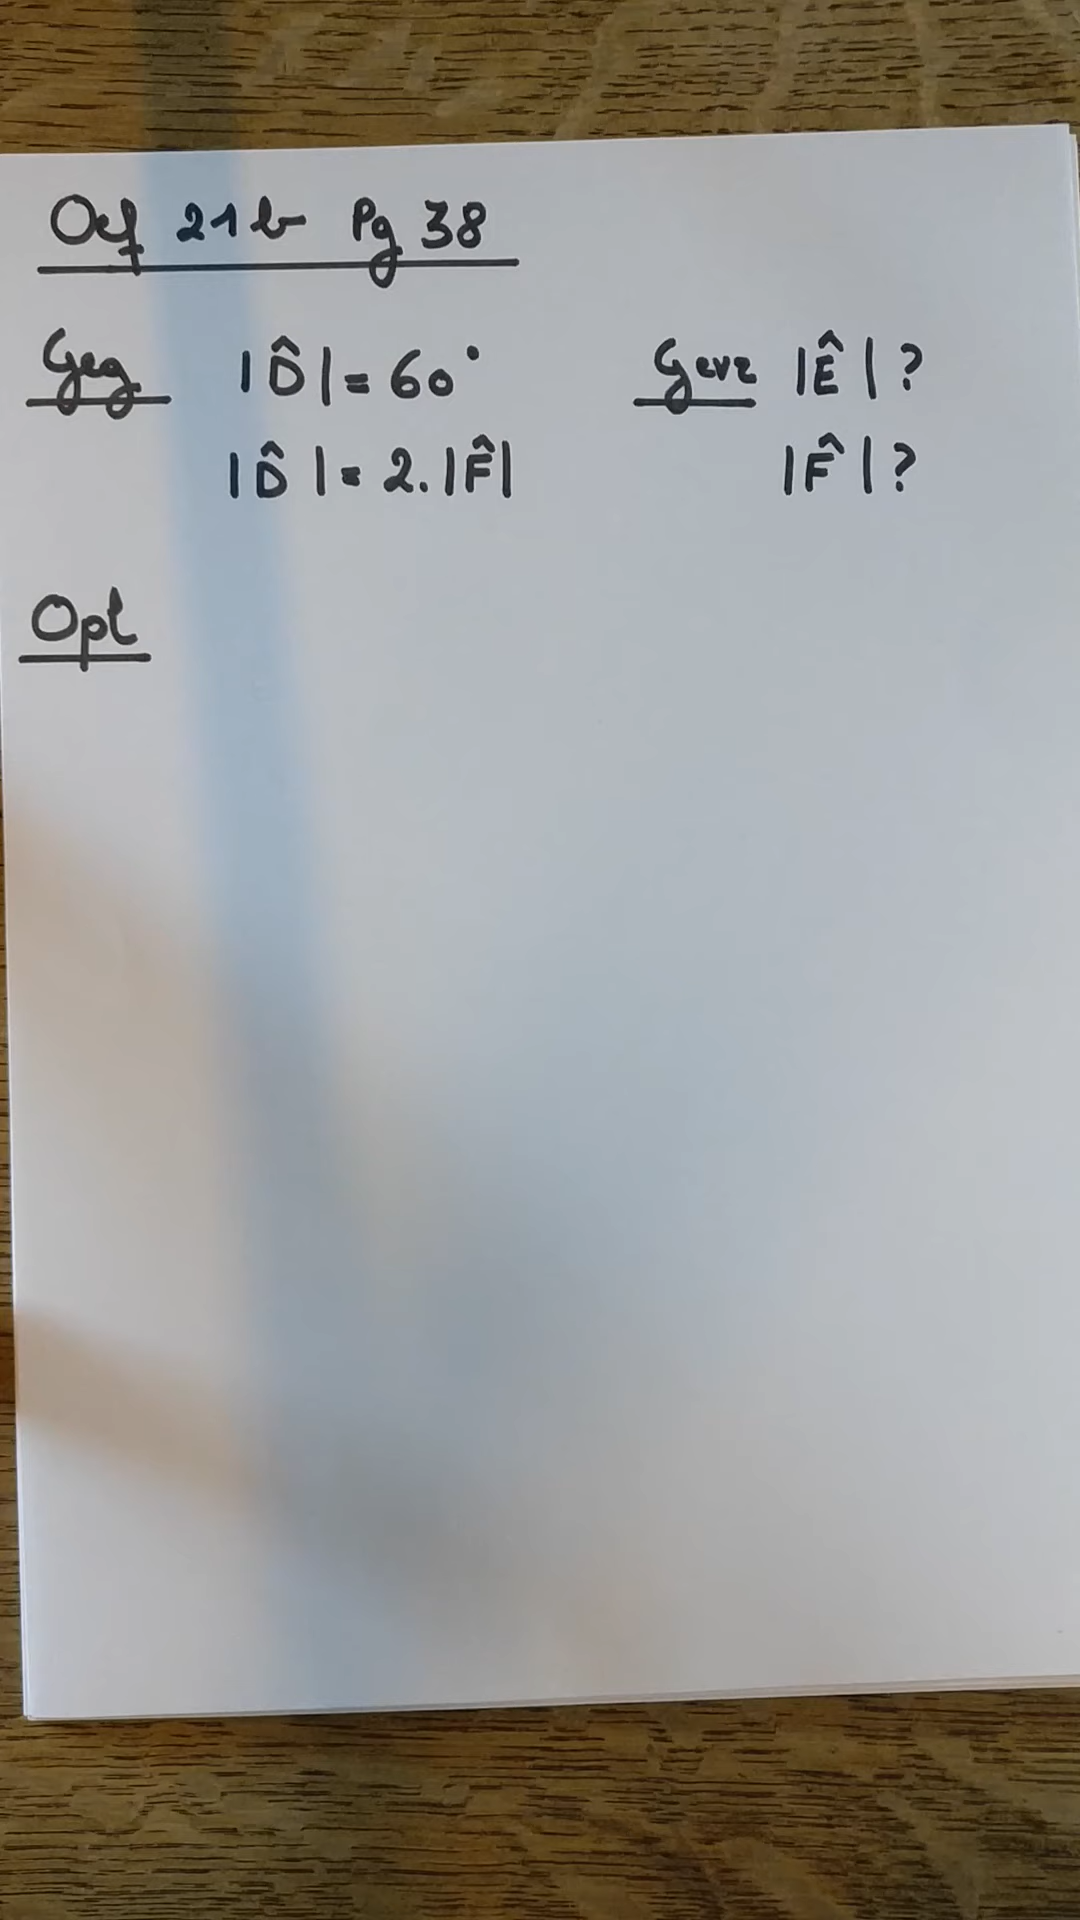 Oef 21b Pg 38
Geg |D̂| = 60° Gevr |Ê| ?
|D̂| = 2.|F̂| |F̂| ?
Opl